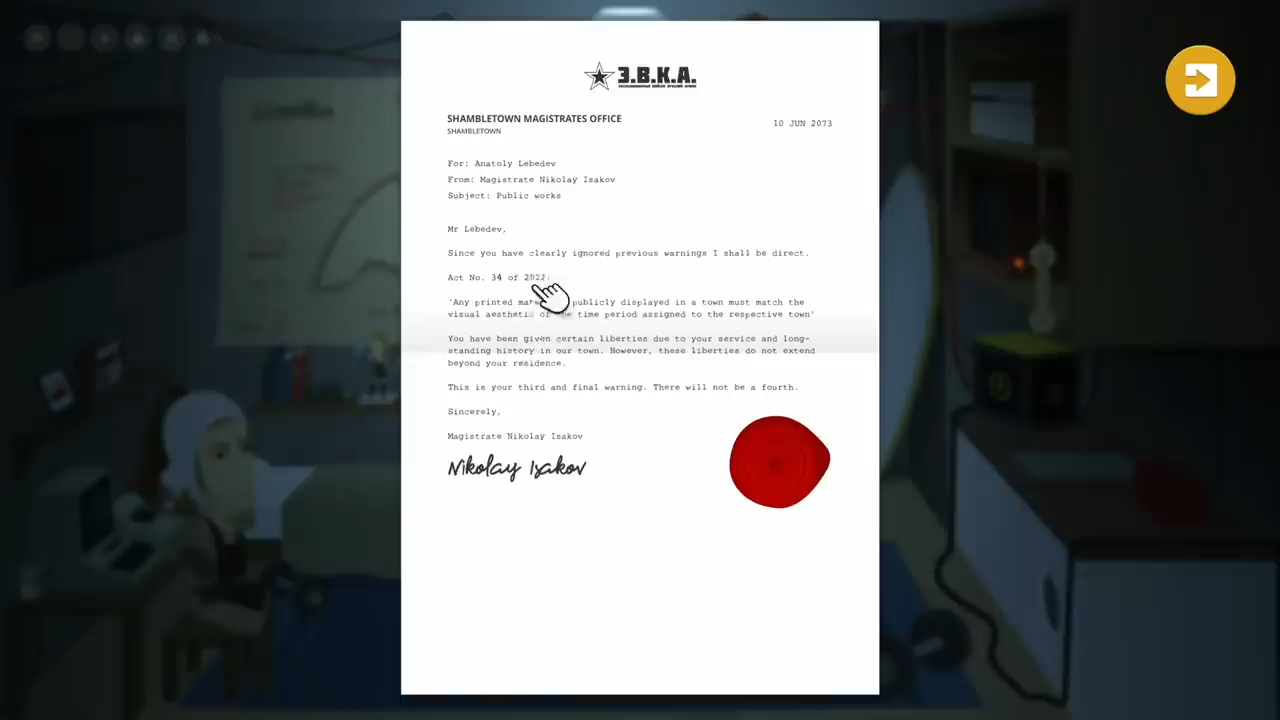 З.В.К.А.
SHAMBLETOWN MAGISTRATES OFFICE
SHAMBLETOWN
10 JUN 2073
For: Anatoly Lebedev
From: Magistrate Nikolay Isakov
Subject: Public works
Mr Lebedev,
Since you have clearly ignored previous warnings I shall be direct.
Act No. 34 of 2022:
'Any printed publicly displayed in a town must match the
visual aesthetic of time period assigned to the respective town'
You have been given certain liberties due to your service and long-
standing history in our town. However, these liberties do not extend
beyond your residence.
This is your third and final warning. There will not be a fourth.
Sincerely,
Magistrate Nikolay Isakov
Nikolay Isakov